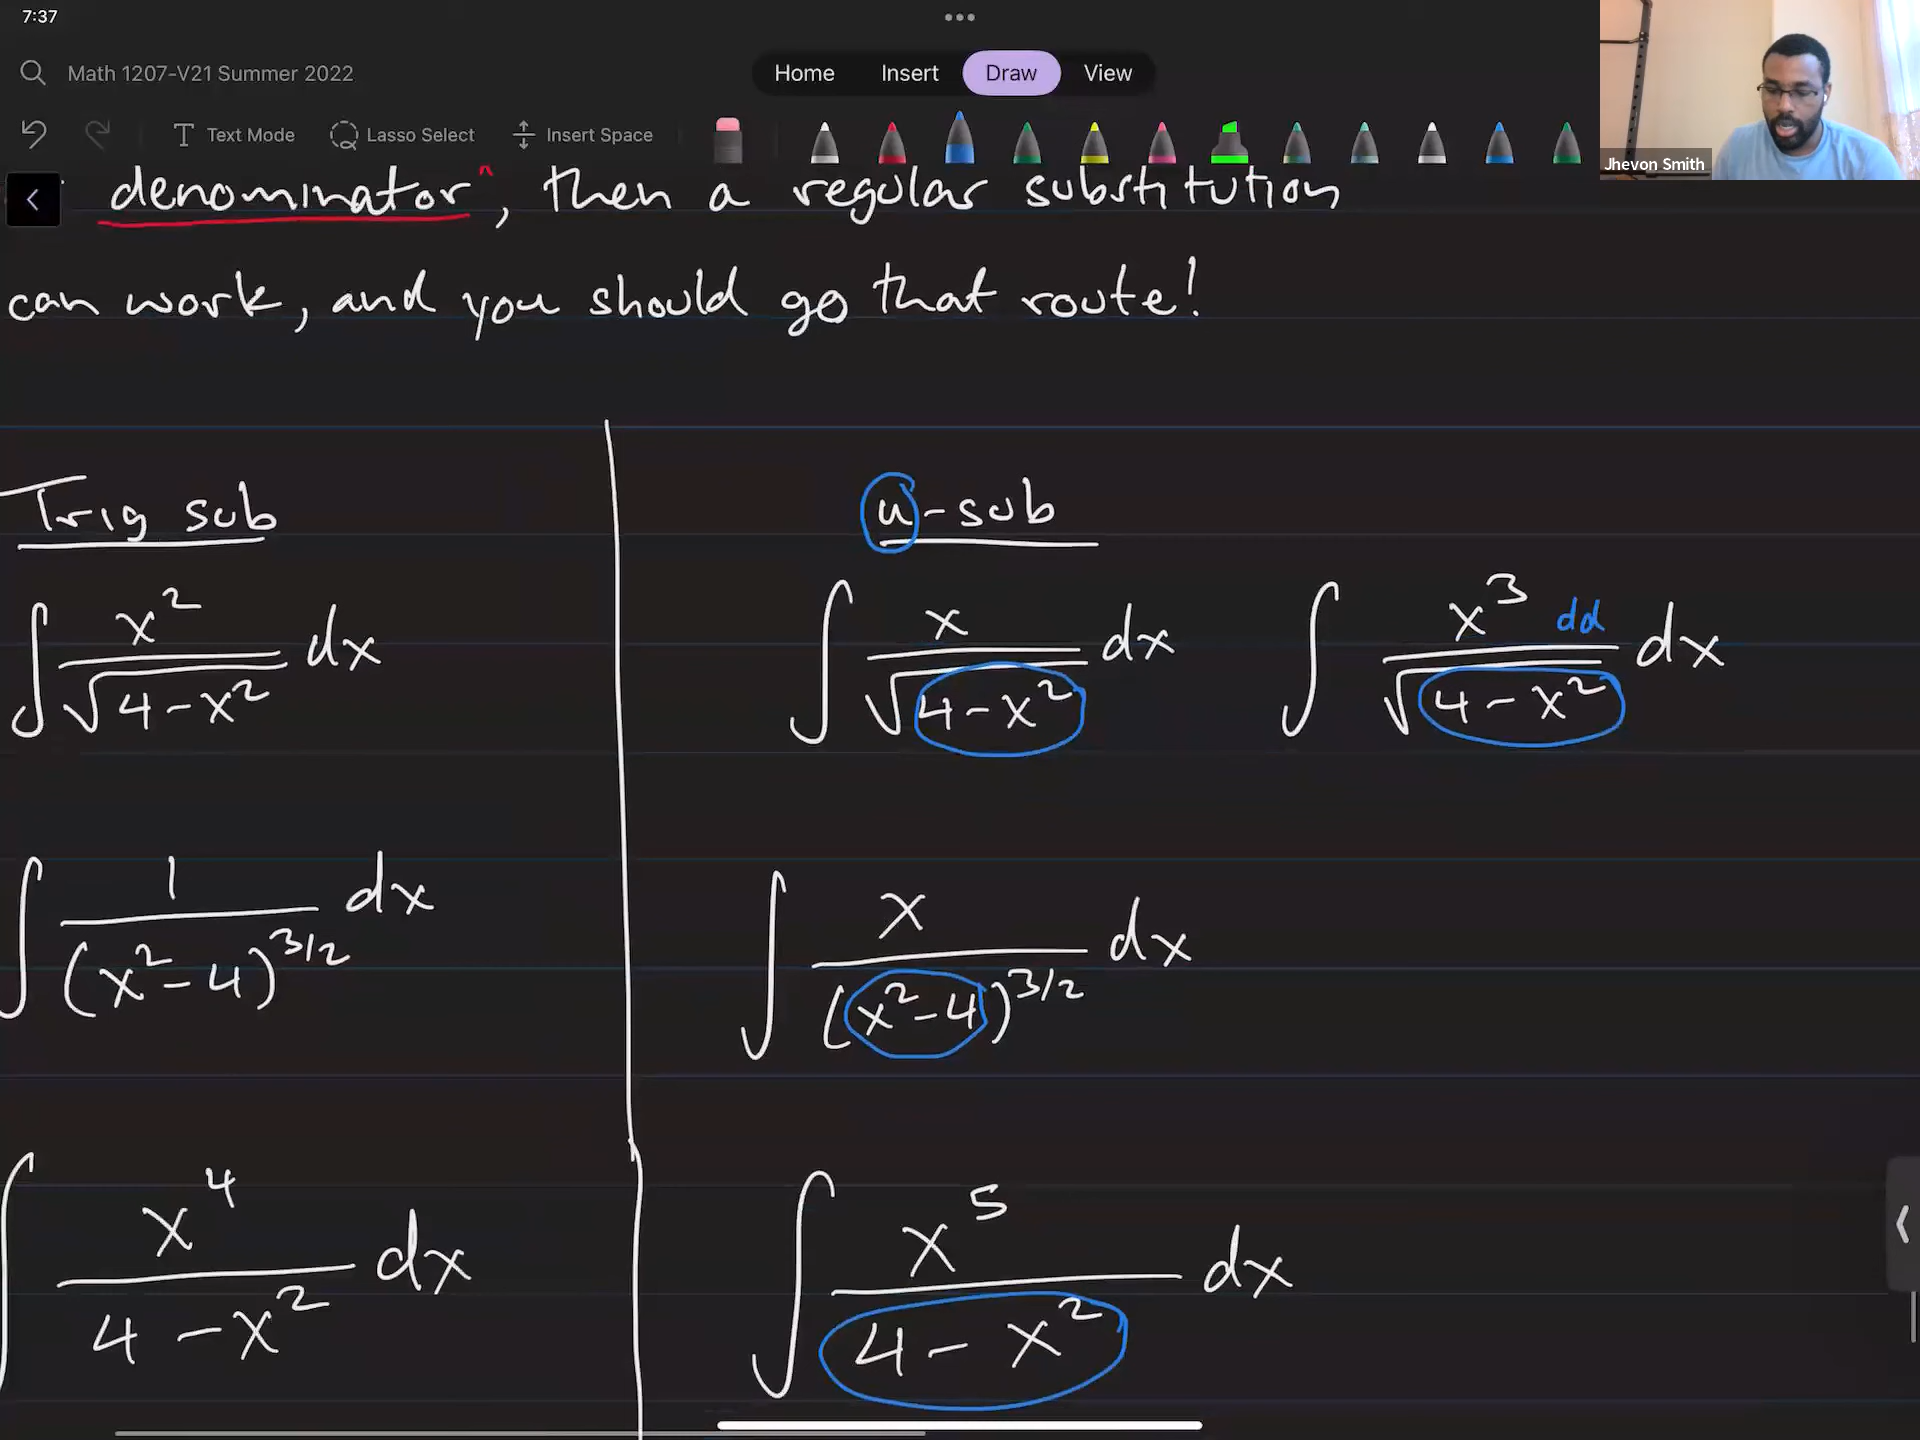 7:37
Math 1207-V21 Summer 2022
Home Insert Draw View
Text Mode Lasso Select Insert Space
Jhevon Smith
denominator", then a regular substitution
can work, and you should go that route!
Trig sub
u-sub
∫ x² / √(4-x²) dx
∫ x / √(4-x²) dx
∫ x³ dd / √(4-x²) dx
∫ 1 / (x²-4)^(3/2) dx
∫ x / (x²-4)^(3/2) dx
∫ x⁴ / (4-x²) dx
∫ x⁵ / (4-x²) dx